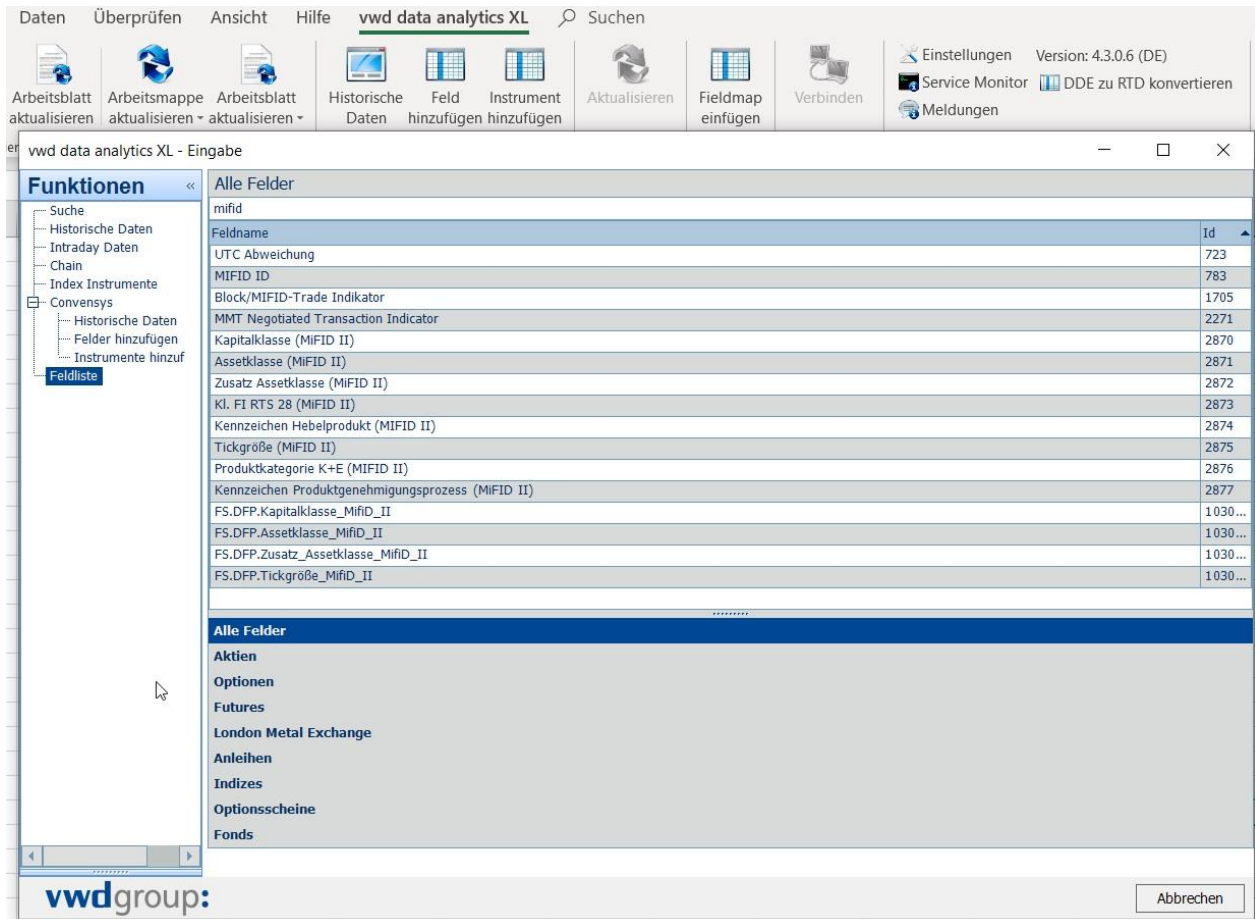 Daten Überprüfen Ansicht Hilfe vwd data analytics XL Suchen
Arbeitsblatt aktualisieren
Arbeitsmappe aktualisieren
Arbeitsblatt aktualisieren
Historische Daten
Feld hinzufügen
Instrument hinzufügen
Aktualisieren
Fieldmap einfügen
Verbinden
Einstellungen Version: 4.3.0.6 (DE)
Service Monitor DDE zu RTD konvertieren
Meldungen
er
vwd data analytics XL - Eingabe
Funktionen «
Suche
Historische Daten
Intraday Daten
Chain
Index Instrumente
Convensys
Historische Daten
Felder hinzufügen
Instrumente hinzuf
Feldliste
Alle Felder
mifid
Feldname Id
UTC Abweichung 723
MIFID ID 783
Block/MIFID-Trade Indikator 1705
MMT Negotiated Transaction Indicator 2271
Kapitalklasse (MiFID II) 2870
Assetklasse (MiFID II) 2871
Zusatz Assetklasse (MiFID II) 2872
Kl. FI RTS 28 (MiFID II) 2873
Kennzeichen Hebelprodukt (MIFID II) 2874
Tickgröße (MiFID II) 2875
Produktkategorie K+E (MIFID II) 2876
Kennzeichen Produktgenehmigungsprozess (MiFID II) 2877
FS.DFP.Kapitalklasse_MifiD_II 1030...
FS.DFP.Assetklasse_MifiD_II 1030...
FS.DFP.Zusatz_Assetklasse_MifiD_II 1030...
FS.DFP.Tickgröße_MifiD_II 1030...
Alle Felder
Aktien
Optionen
Futures
London Metal Exchange
Anleihen
Indizes
Optionsscheine
Fonds
vwdgroup:
Abbrechen